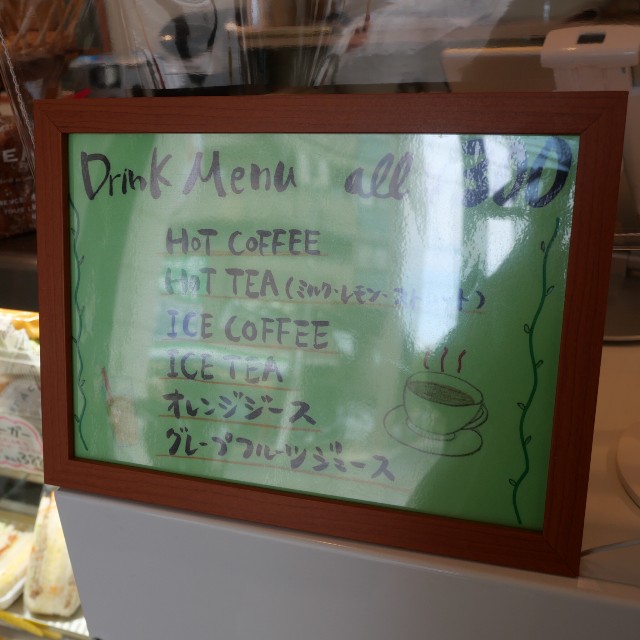 Drink Menu all
HOT COFFEE
HOT TEA (ミルク・レモン・ストレート)
ICE COFFEE
ICE TEA
オレンジジース
グレープフルーツジュース